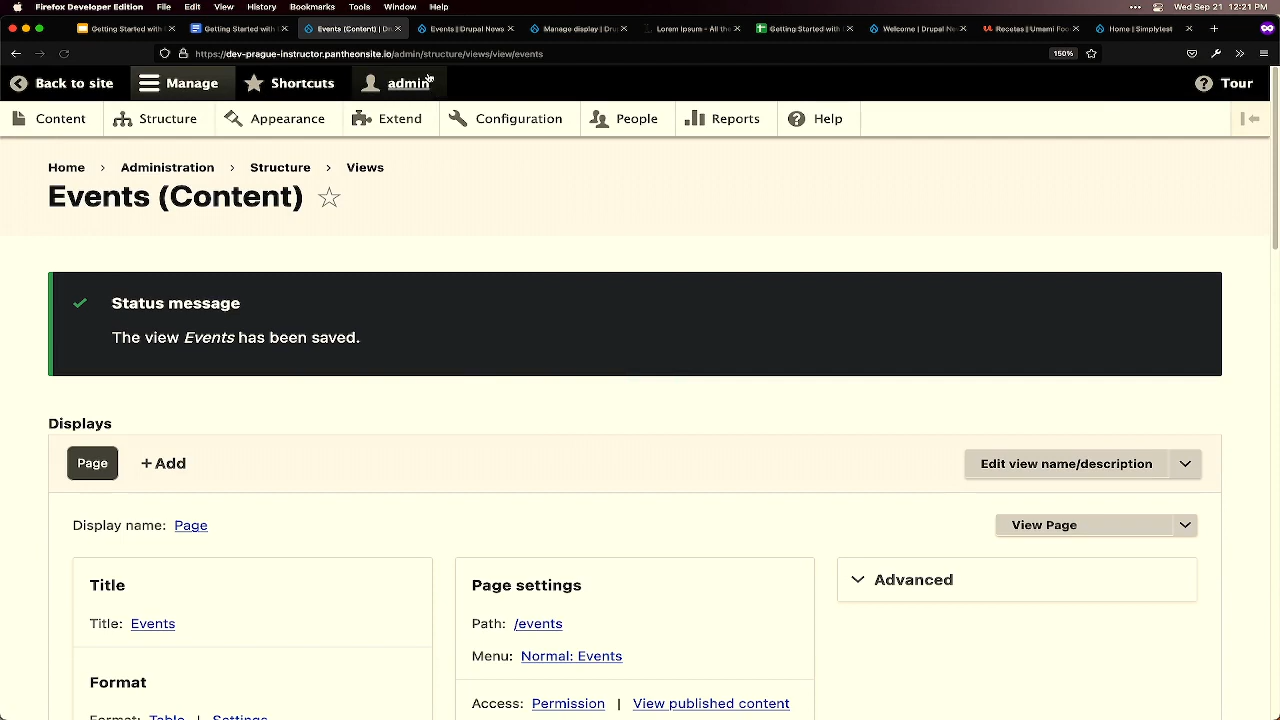 Firefox Developer Edition File Edit View History Bookmarks Tools Window Help Wed Sep 21 12:21 PM
Getting Started with Getting Started with Events (Content) | Dr Events | Drupal News Manage display | Dru Lorem Ipsum - All the Getting Started with Welcome | Drupal Ne Recetas | Umami Foo Home | Simplytest
https://dev-prague-instructor.pantheonsite.io/admin/structure/views/view/events 150%
Back to site Manage Shortcuts admin Tour
Content Structure Appearance Extend Configuration People Reports Help
Home > Administration > Structure > Views
Events (Content)
Status message
The view Events has been saved.
Displays
Page + Add Edit view name/description
Display name: Page View Page
Title Page settings Advanced
Title: Events Path: /events
Menu: Normal: Events
Format
Access: Permission | View published content
Format: Table | Settings